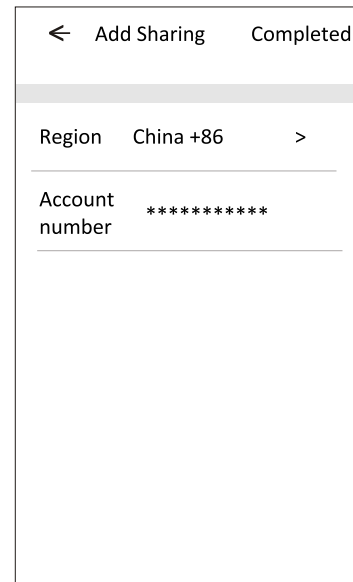 ← Add Sharing Completed
Region China +86 >
Account
number ***********